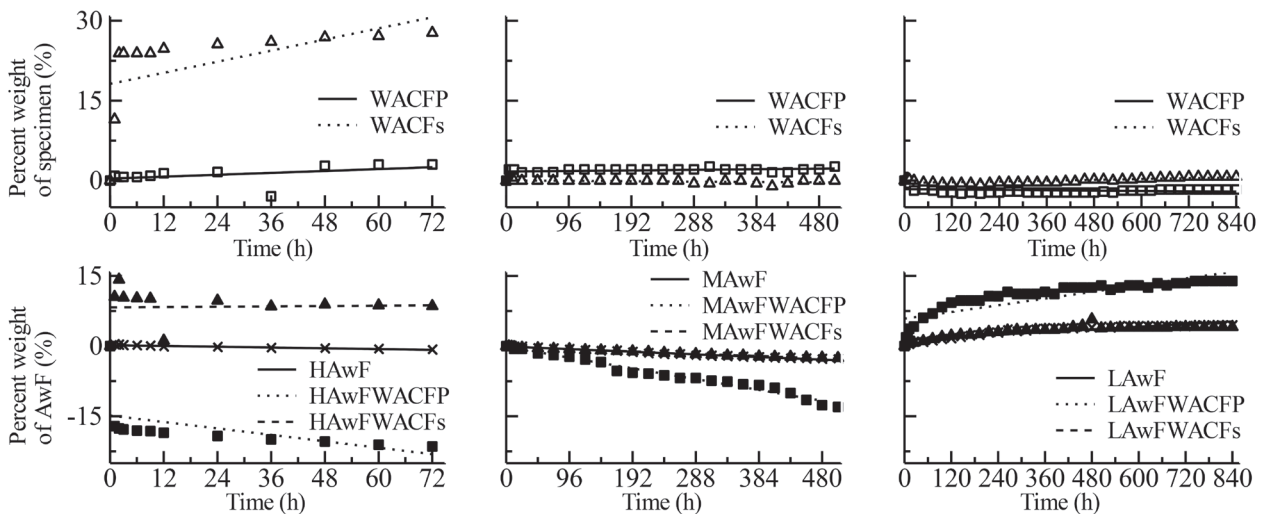 Percent weight
of specimen (%)
30
15
0
WACFP
WACFs
0 12 24 36 48 60 72
Time (h)
WACFP
WACFs
0 96 192 288 384 480
Time (h)
WACFP
WACFs
0 120 240 360 480 600 720 840
Time (h)
Percent weight
of AwF (%)
15
0
-15
HAwF
HAwFWACFP
HAwFWACFs
0 12 24 36 48 60 72
Time (h)
MAwF
MAwFWACFP
MAwFWACFs
0 96 192 288 384 480
Time (h)
LAwF
LAwFWACFP
LAwFWACFs
0 120 240 360 480 600 720 840
Time (h)